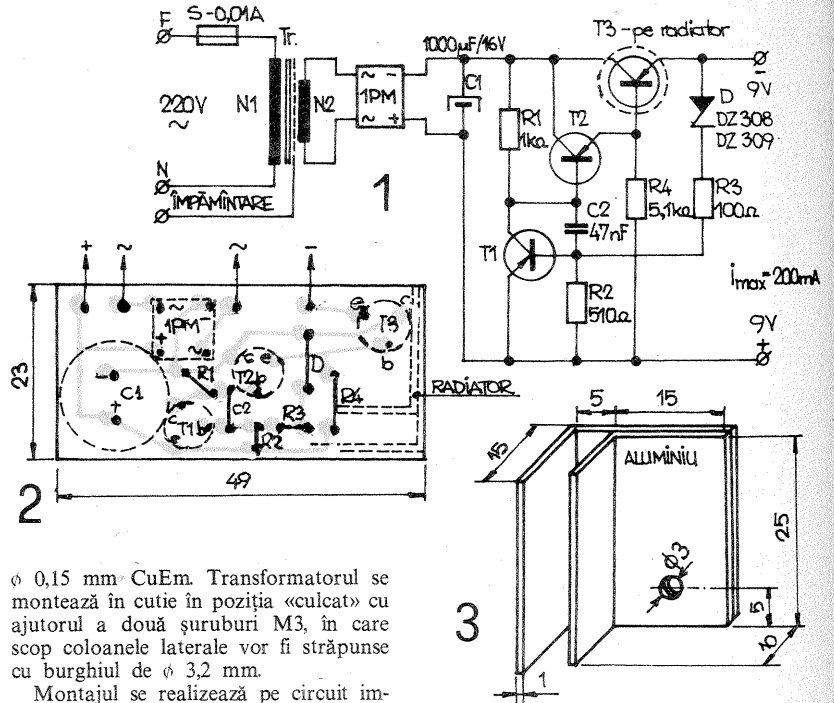 F
S-0,01A
Tr.
220V
~
N1
N2
N
ÎMPĂMÎNTARE
~ -
1PM
~ +
1000µF/16V
C1
R1
1kΩ
T2
T1
C2
47nF
R2
510Ω
T3-pe radiator
R4
5,1kΩ
D
DZ 308
DZ 309
R3
100Ω
-
9V
imax=200mA
9V
+
1
+
~
~
-
~ -
1PM
+ ~
e
c
T3
b
-
C1
+
R1
c e
T2b
D
c
T1b
e
C2
R2
R3
R4
RADIATOR
23
49
2
5
15
15
ALUMINIU
25
ϕ3
5
10
1
3
ϕ 0,15 mm CuEm. Transformatorul se
montează în cutie în poziția «culcat» cu
ajutorul a două șuruburi M3, în care
scop coloanele laterale vor fi străpunse
cu burghiul de ϕ 3,2 mm.
Montajul se realizează pe circuit im-